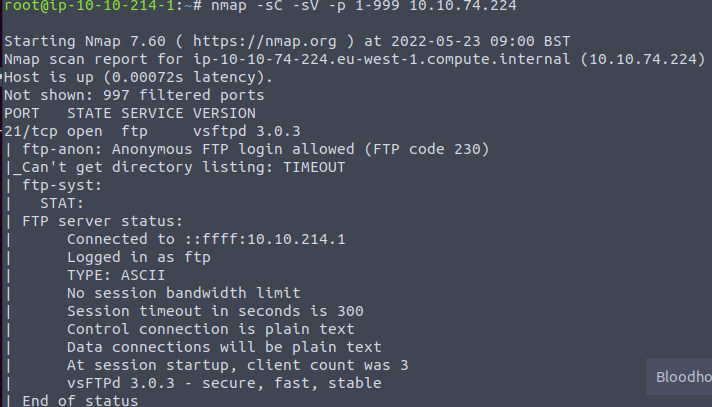 root@ip-10-10-214-1:~# nmap -sC -sV -p 1-999 10.10.74.224
Starting Nmap 7.60 ( https://nmap.org ) at 2022-05-23 09:00 BST
Nmap scan report for ip-10-10-74-224.eu-west-1.compute.internal (10.10.74.224)
Host is up (0.00072s latency).
Not shown: 997 filtered ports
PORT   STATE SERVICE VERSION
21/tcp open  ftp     vsftpd 3.0.3
| ftp-anon: Anonymous FTP login allowed (FTP code 230)
|_Can't get directory listing: TIMEOUT
| ftp-syst:
|   STAT:
| FTP server status:
|      Connected to ::ffff:10.10.214.1
|      Logged in as ftp
|      TYPE: ASCII
|      No session bandwidth limit
|      Session timeout in seconds is 300
|      Control connection is plain text
|      Data connections will be plain text
|      At session startup, client count was 3
|      vsFTPd 3.0.3 - secure, fast, stable
| End of status
Bloodho